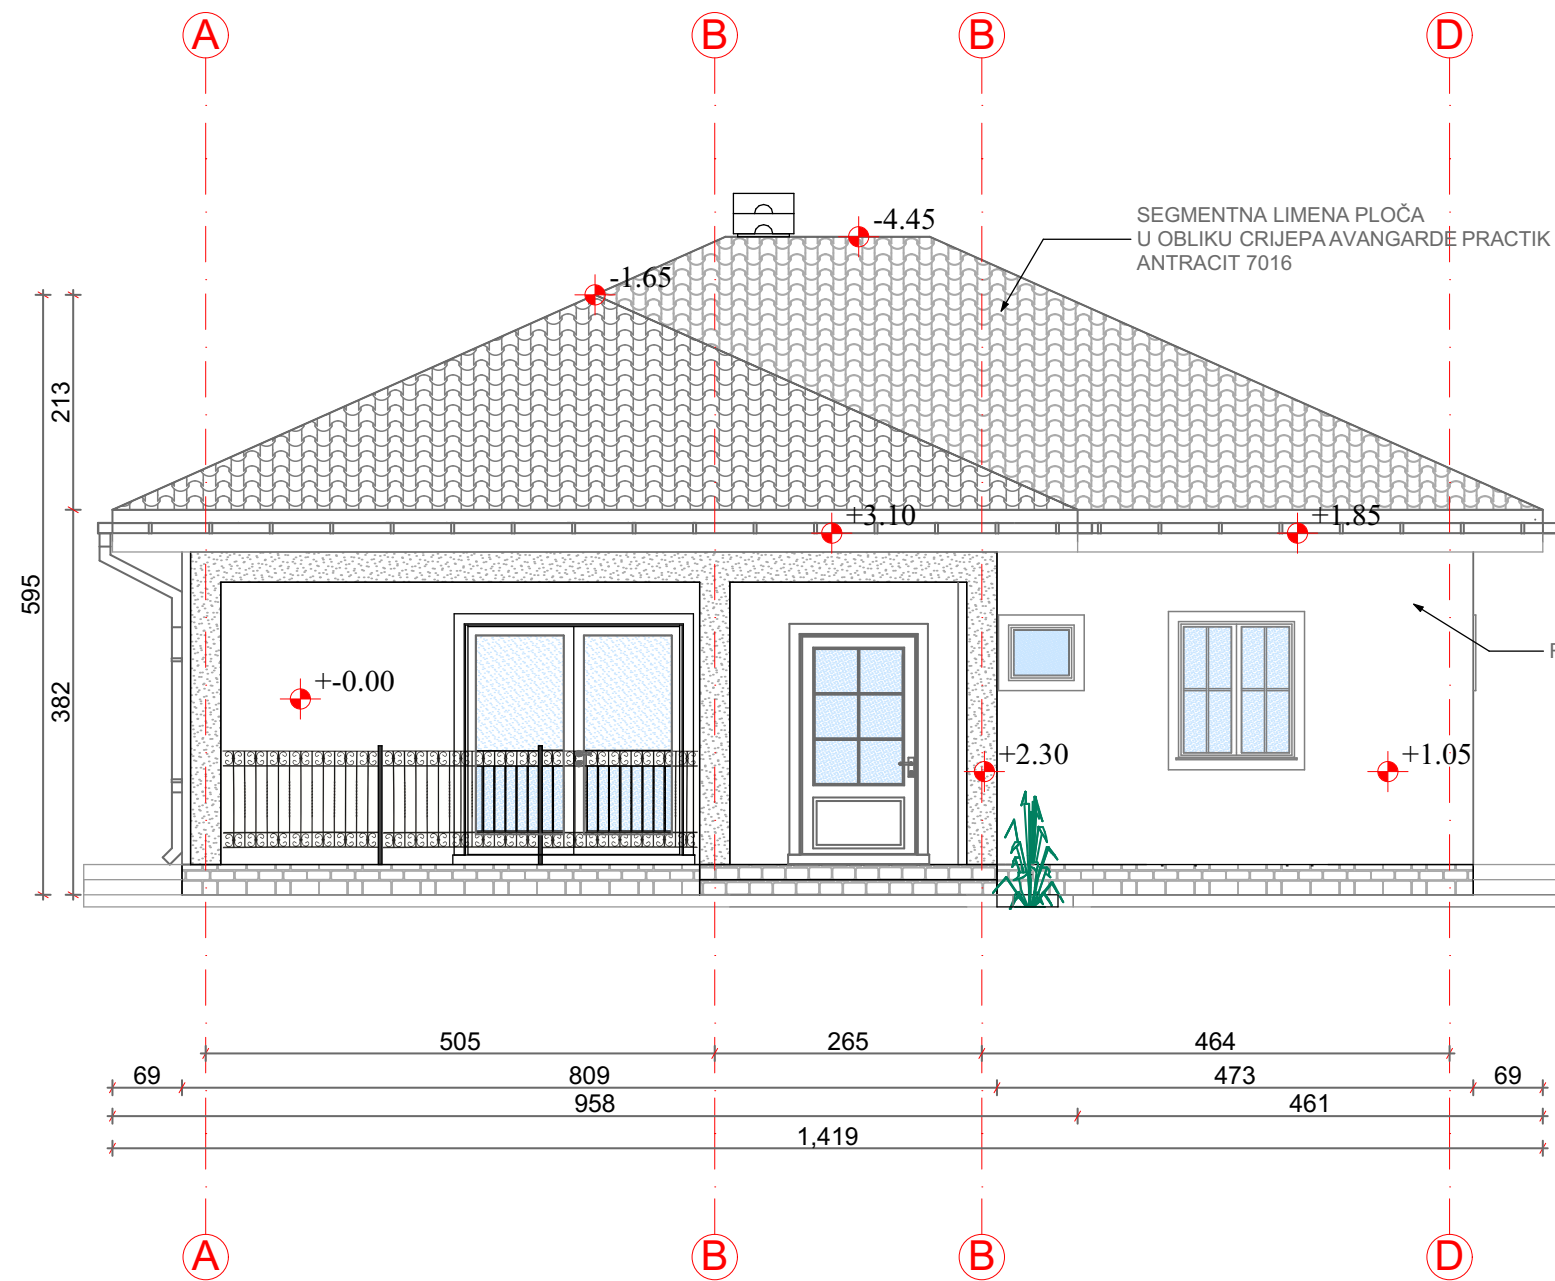 A B B D
-4.45
SEGMENTNA LIMENA PLOČA
U OBLIKU CRIJEPA AVANGARDE PRACTIK
ANTRACIT 7016
-1.65
213
+3.10 +1.85
595
382
+-0.00
+2.30 +1.05
505 265 464
69 809 473 69
958 461
1,419
A B B D